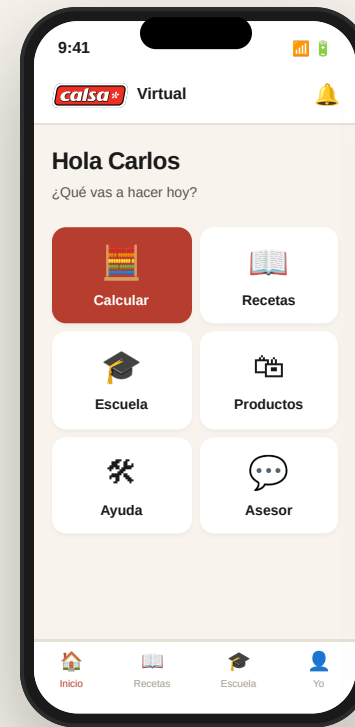 9:41
calsa Virtual
Hola Carlos
¿Qué vas a hacer hoy?
Calcular
Recetas
Escuela
Productos
Ayuda
Asesor
Inicio
Recetas
Escuela
Yo